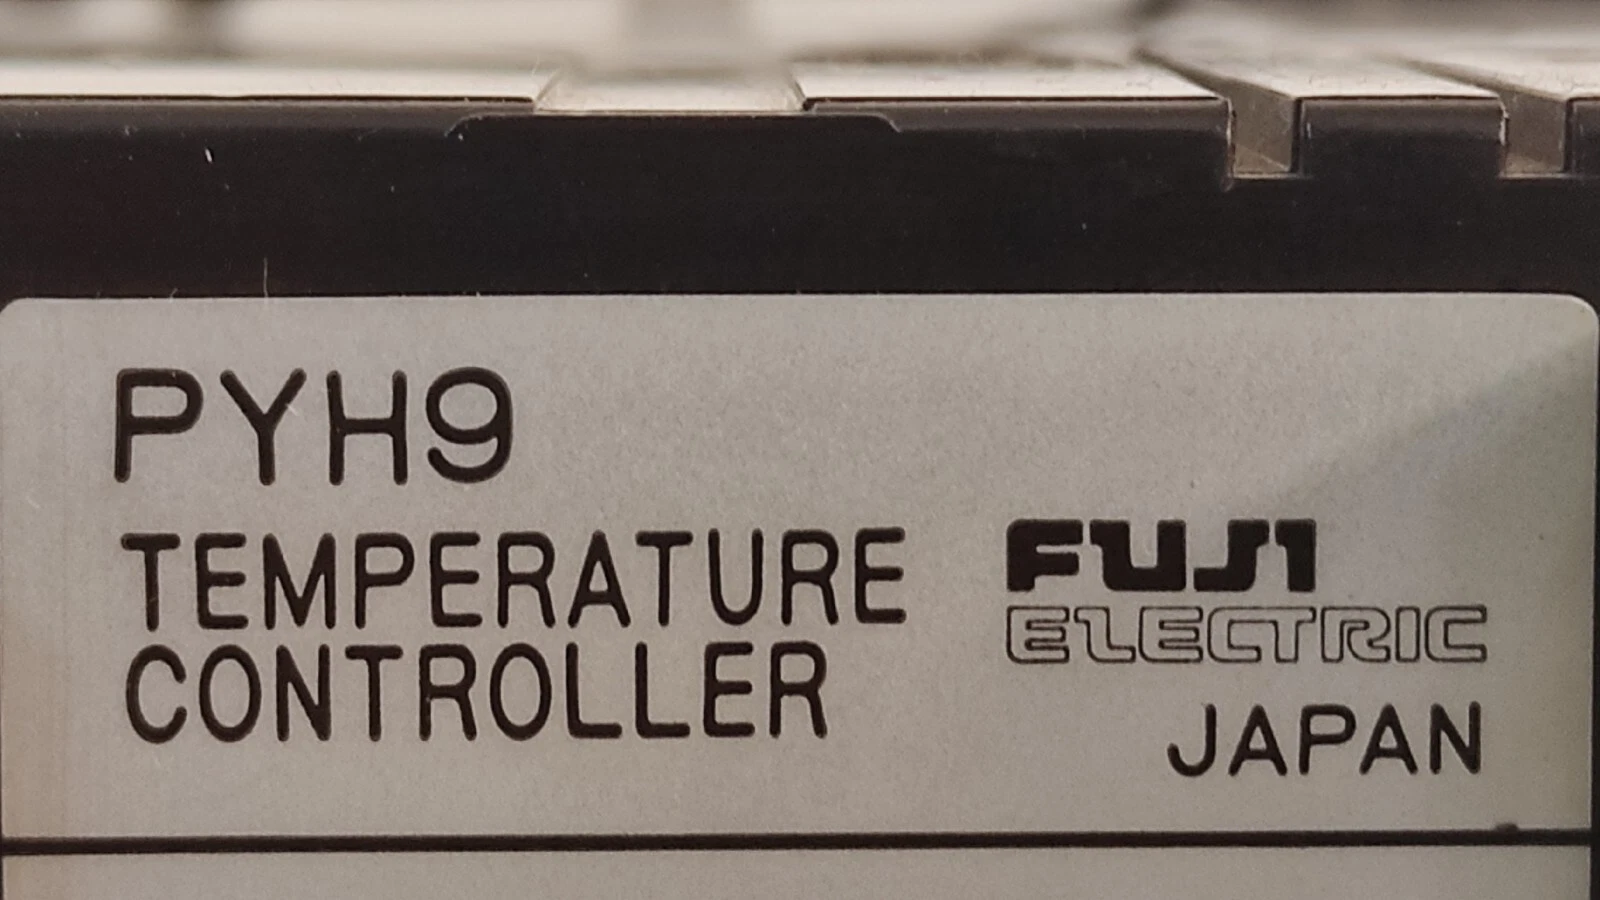 PYH9
TEMPERATURE
CONTROLLER
FUJI
ELECTRIC
JAPAN